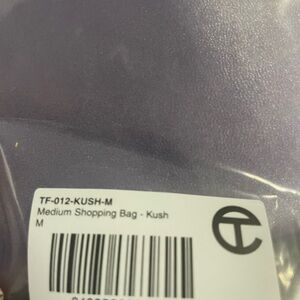 TF-012-KUSH-M
Medium Shopping Bag - Kush
M